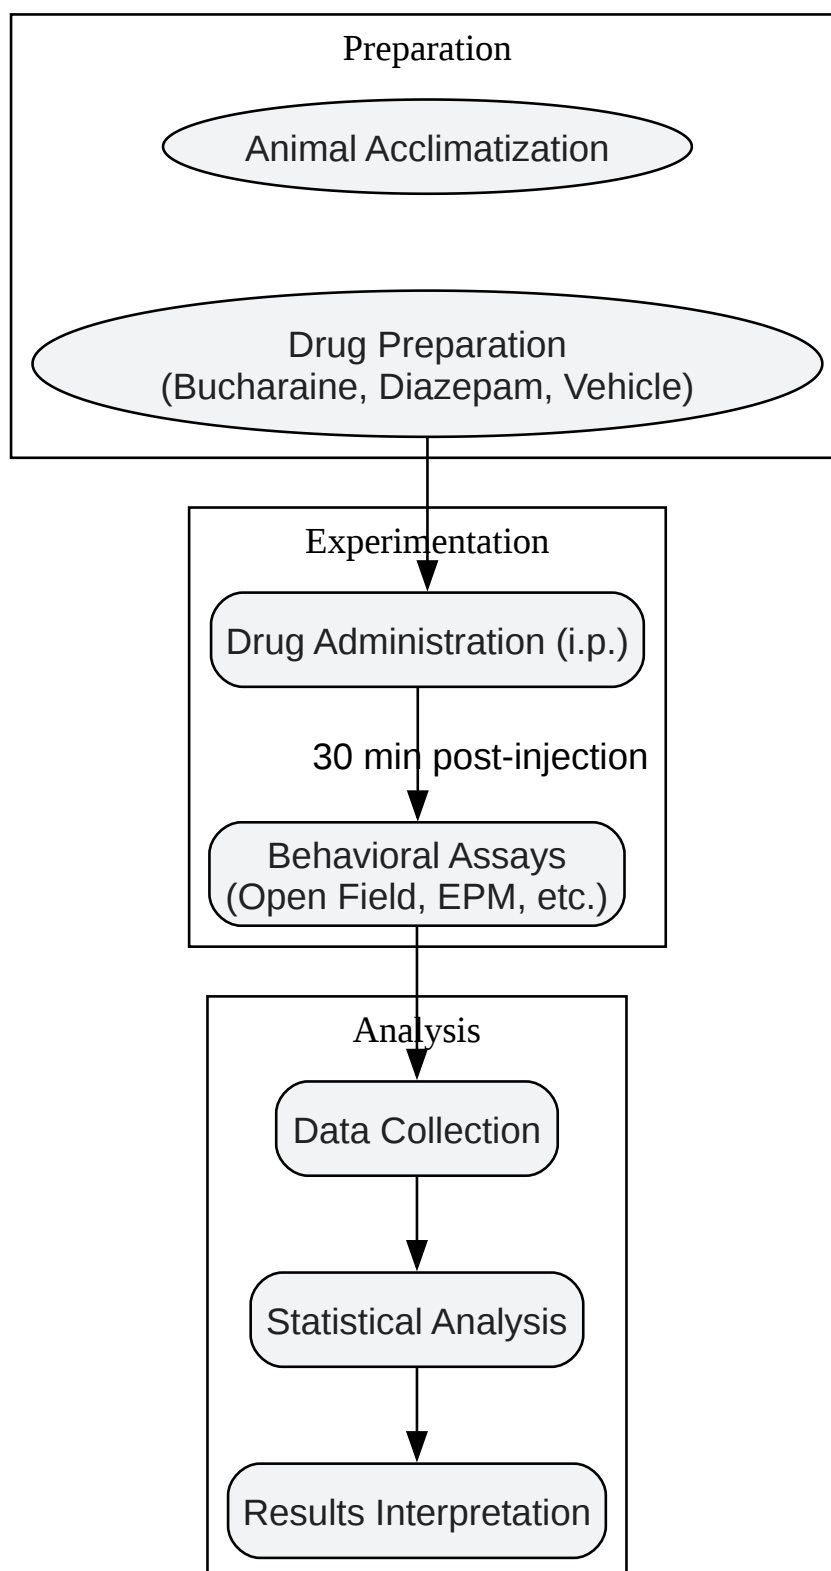 Preparation
Animal Acclimatization
Drug Preparation
(Bucharaine, Diazepam, Vehicle)
Experimentation
Drug Administration (i.p.)
30 min post-injection
Behavioral Assays
(Open Field, EPM, etc.)
Analysis
Data Collection
Statistical Analysis
Results Interpretation